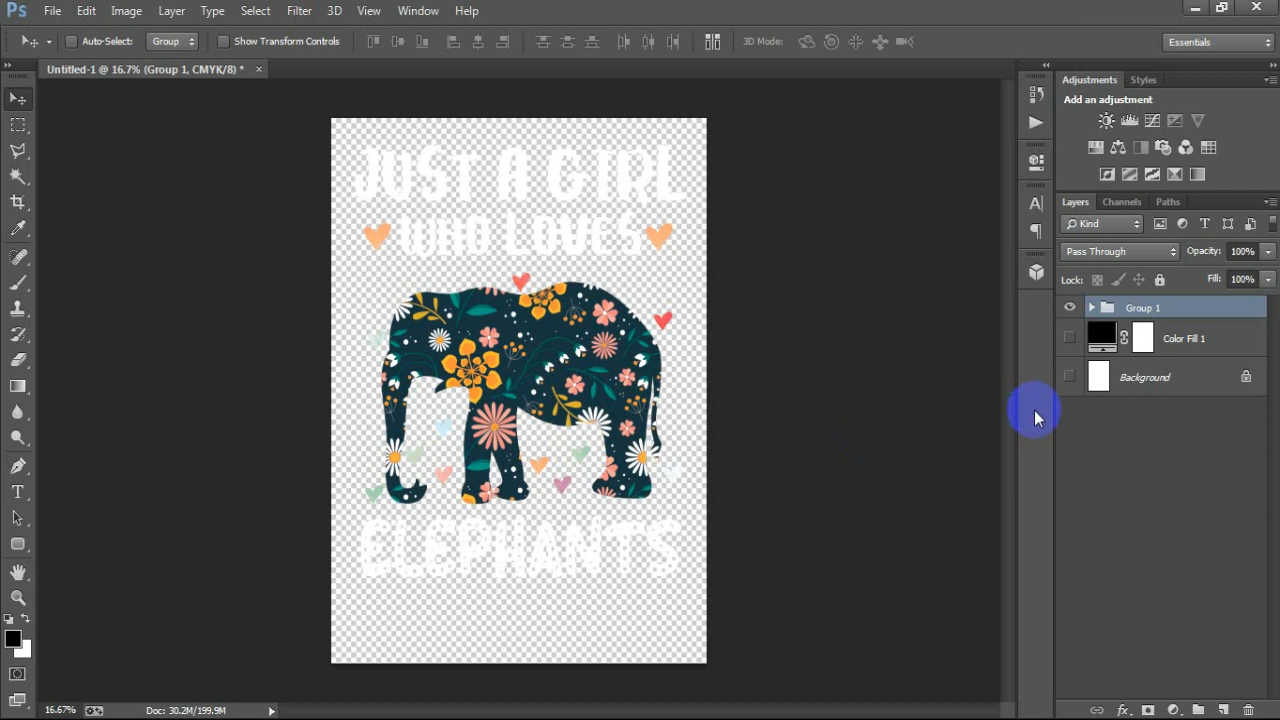 Ps File Edit Image Layer Type Select Filter 3D View Window Help
Auto-Select: Group Show Transform Controls 3D Mode: Essentials
Untitled-1 @ 16.7% (Group 1, CMYK/8) * ×
Adjustments Styles
Add an adjustment
JUST A GIRL
WHO LOVES
ELEPHANTS
Layers Channels Paths
Kind
Pass Through Opacity: 100%
Lock: Fill: 100%
Group 1
Color Fill 1
Background
16.67% Doc: 30.2M/199.9M